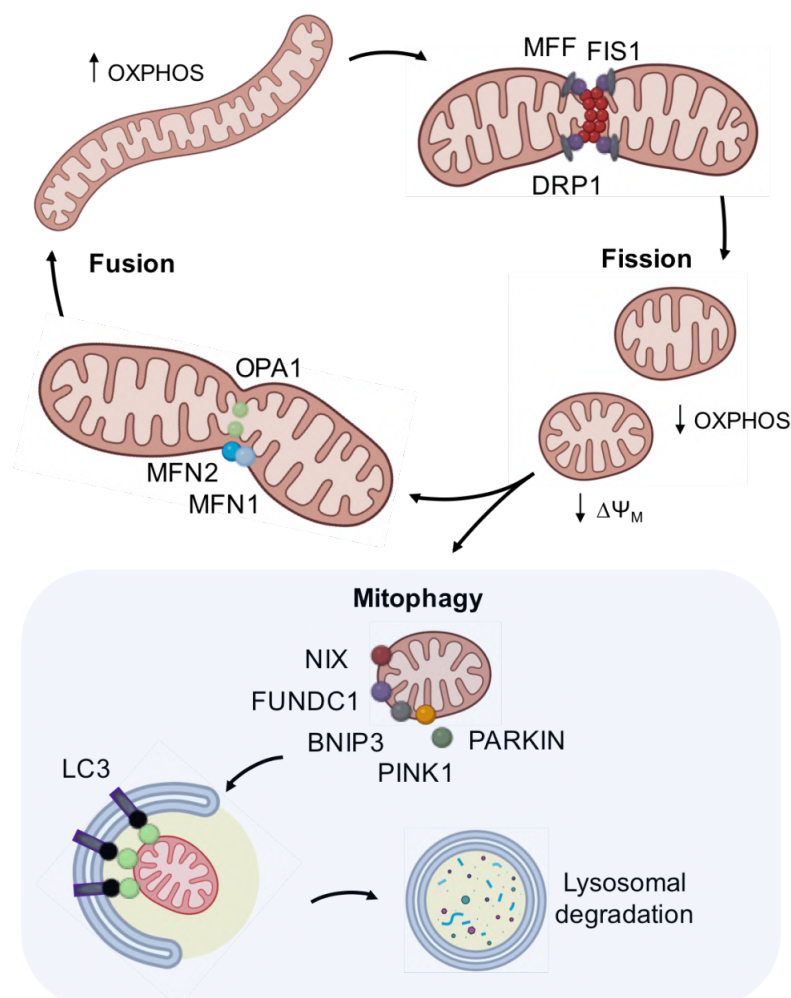 ↑ OXPHOS
MFF FIS1
DRP1
Fusion
Fission
OPA1
↓ OXPHOS
MFN2
MFN1
↓ ΔΨM
Mitophagy
NIX
FUNDC1
BNIP3
PARKIN
PINK1
LC3
Lysosomal
degradation